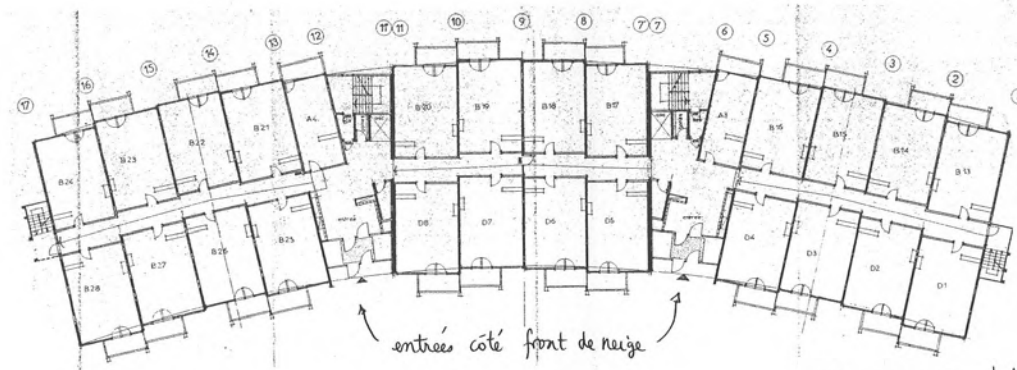 10 9 8
11' 11 7' 7
12 6
13 5
14 4
15 3
16 2
17
B24 B23 B22 B21 A4 B20 B19 B18 B17 A3 B16 B15 B14 B13
B28 B27 B26 B25 D8 D7 D6 D5 D4 D3 D2 D1
entrées côté front de neige